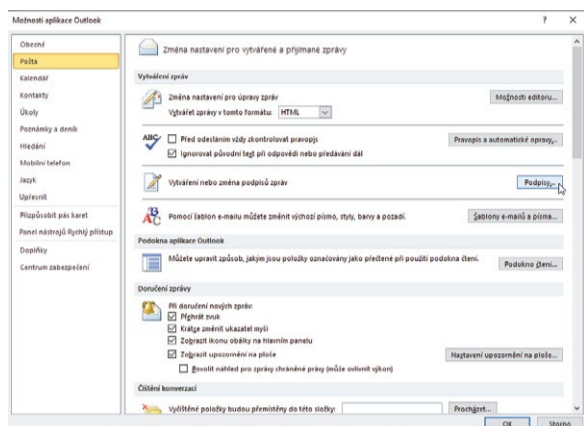 Možnosti aplikace Outlook
Obecné
Pošta
Kalendář
Kontakty
Úkoly
Poznámky a deník
Hledání
Mobilní telefon
Jazyk
Upřesnit
Přizpůsobit pás karet
Panel nástrojů Rychlý přístup
Doplňky
Centrum zabezpečení
Změna nastavení pro vytvářené a přijímané zprávy
Vytváření zpráv
Změna nastavení pro úpravy zpráv
Možnosti editoru...
Vytvářet zprávy v tomto formátu: HTML
ABC
Před odesláním vždy zkontrolovat pravopis
Pravopis a automatické opravy...
Ignorovat původní text při odpovědi nebo předávání dál
Vytváření nebo změna podpisů zpráv
Podpisy...
Pomocí šablon e-mailu můžete změnit výchozí písmo, styly, barvy a pozadí.
Šablony e-mailů a písma...
Podokna aplikace Outlook
Můžete upravit způsob, jakým jsou položky označovány jako přečtené při použití podokna čtení.
Podokno čtení...
Doručení zprávy
Při doručení nových zpráv:
Přehrát zvuk
Krátce změnit ukazatel myši
Zobrazit ikonu obálky na hlavním panelu
Zobrazit upozornění na ploše
Nastavení upozornění na ploše...
Povolit náhled pro zprávy chráněné právy (může ovlivnit výkon)
Čištění konverzací
Vyčištěné položky budou přemístěny do této složky:
Procházet...
OK
Storno